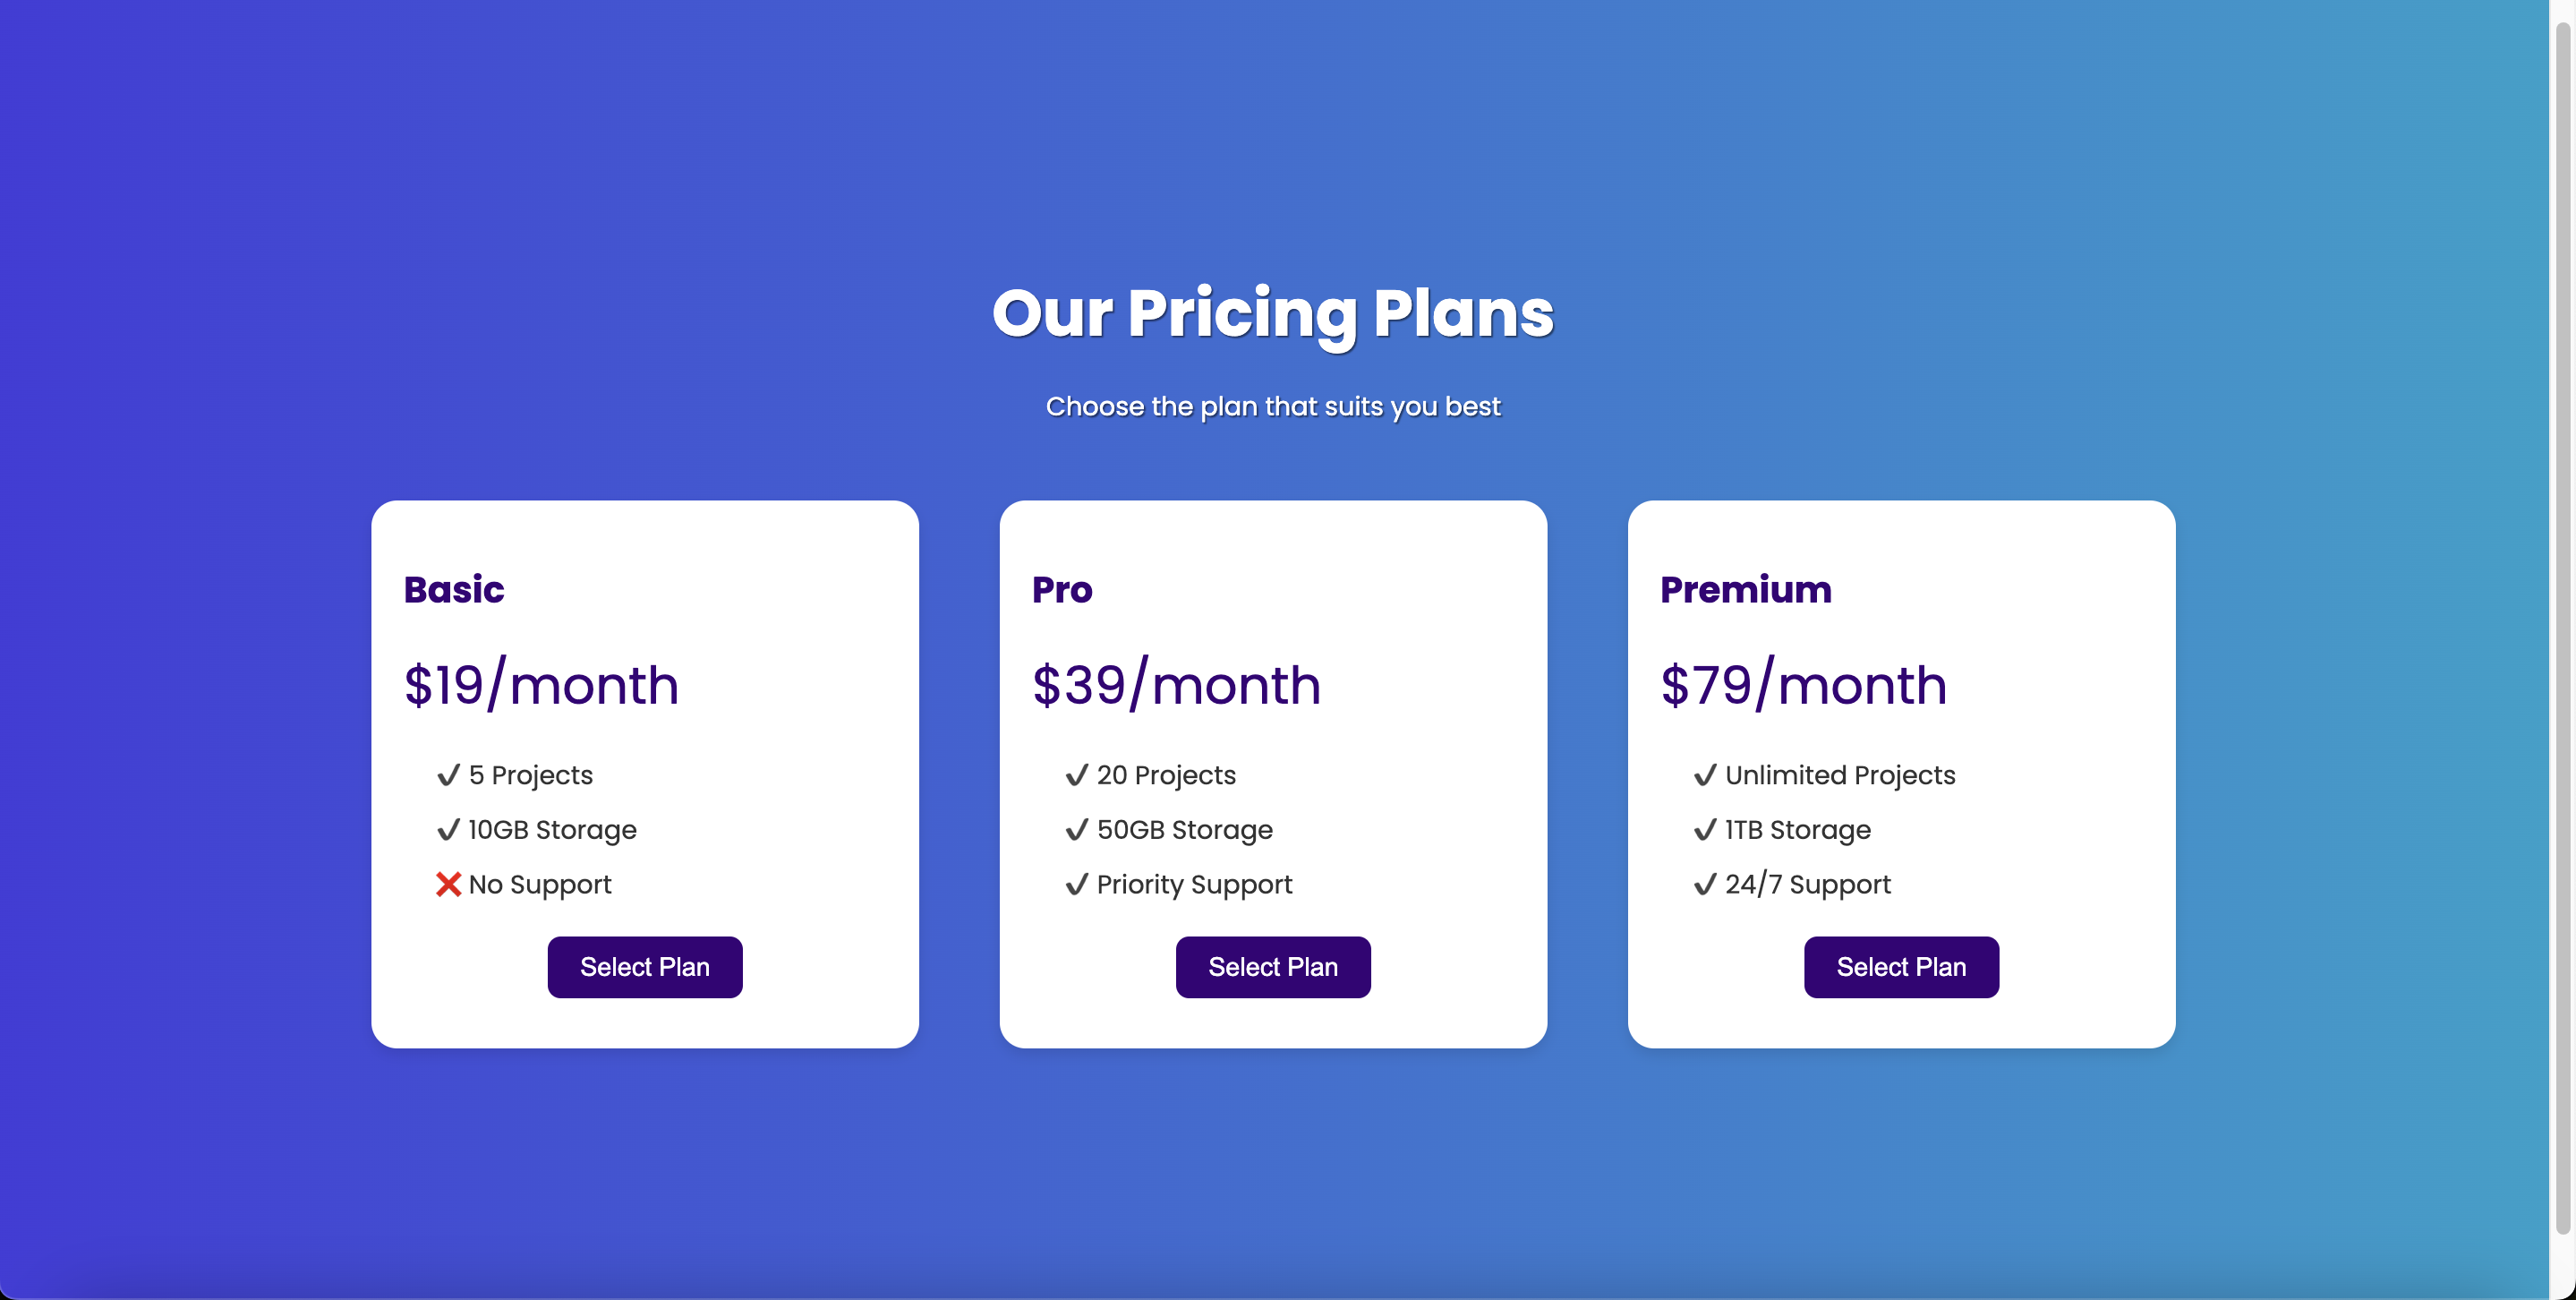 Our Pricing Plans
Choose the plan that suits you best
Basic
$19/month
✔ 5 Projects
✔ 10GB Storage
❌ No Support
Select Plan
Pro
$39/month
✔ 20 Projects
✔ 50GB Storage
✔ Priority Support
Select Plan
Premium
$79/month
✔ Unlimited Projects
✔ 1TB Storage
✔ 24/7 Support
Select Plan